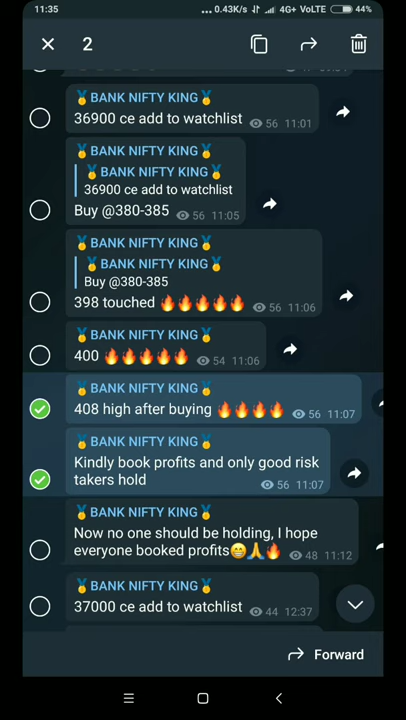 11:35
... 0.43K/s 4G+ VoLTE 44%
2
🥇BANK NIFTY KING🥇
36900 ce add to watchlist 56 11:01
🥇BANK NIFTY KING🥇
🥇BANK NIFTY KING🥇
36900 ce add to watchlist
Buy @380-385 56 11:05
🥇BANK NIFTY KING🥇
🥇BANK NIFTY KING🥇
Buy @380-385
398 touched 🔥🔥🔥🔥🔥 56 11:06
🥇BANK NIFTY KING🥇
400 🔥🔥🔥🔥🔥 54 11:06
🥇BANK NIFTY KING🥇
408 high after buying 🔥🔥🔥🔥 56 11:07
🥇BANK NIFTY KING🥇
Kindly book profits and only good risk
takers hold 56 11:07
🥇BANK NIFTY KING🥇
Now no one should be holding, I hope
everyone booked profits😁🙏🔥 48 11:12
🥇BANK NIFTY KING🥇
37000 ce add to watchlist 44 12:37
Forward